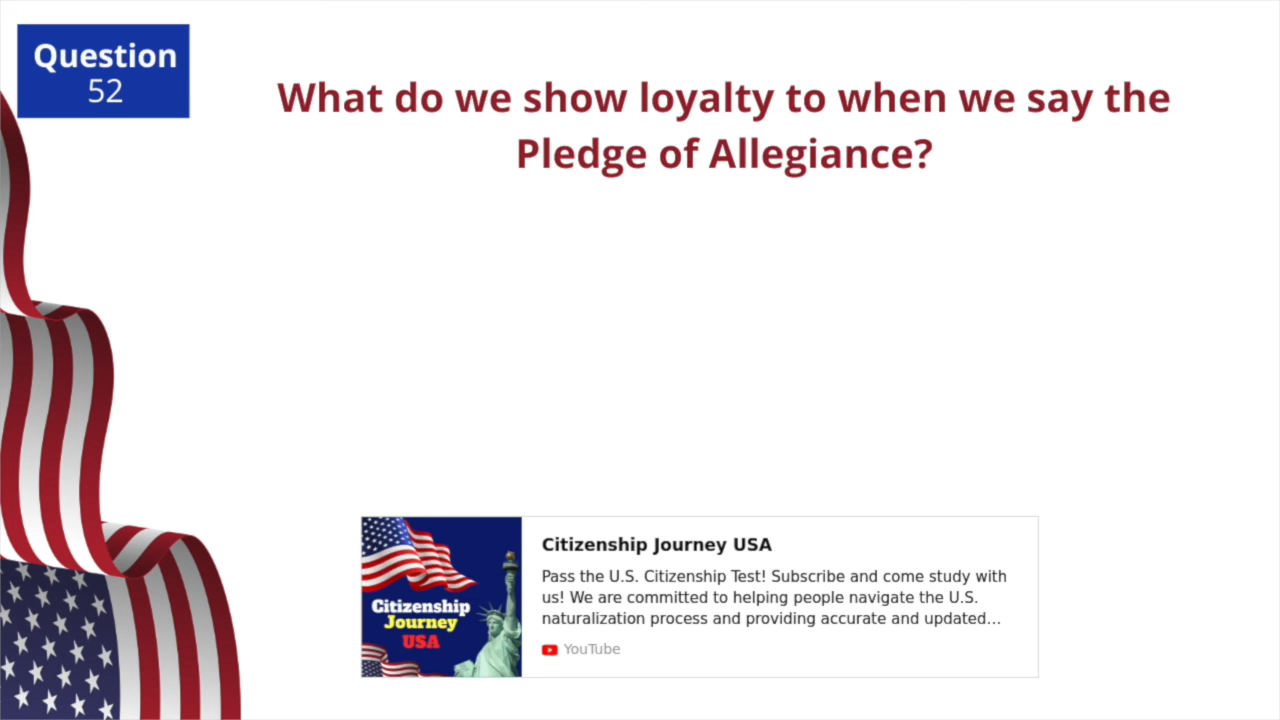 Question
52
What do we show loyalty to when we say the
Pledge of Allegiance?
Citizenship
Journey
USA
Citizenship Journey USA
Pass the U.S. Citizenship Test! Subscribe and come study with
us! We are committed to helping people navigate the U.S.
naturalization process and providing accurate and updated...
YouTube